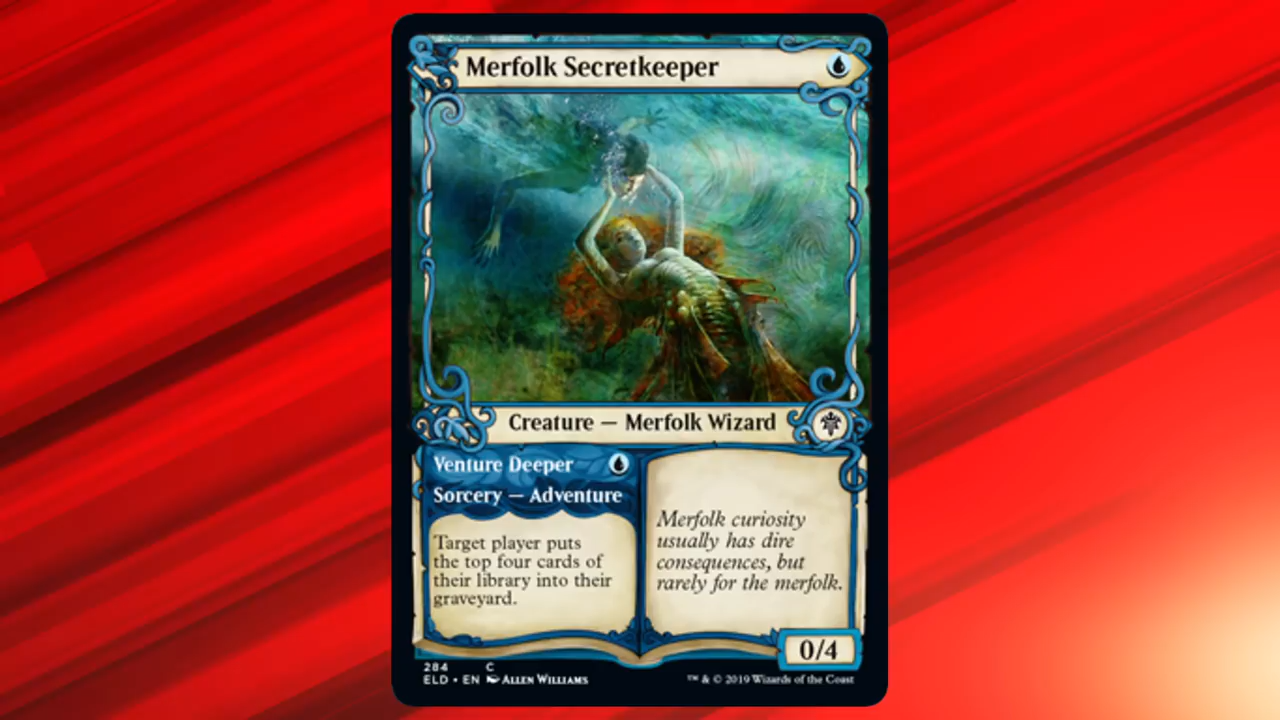 Merfolk Secretkeeper
Creature — Merfolk Wizard
Venture Deeper
Sorcery — Adventure
Target player puts
the top four cards of
their library into their
graveyard.
Merfolk curiosity
usually has dire
consequences, but
rarely for the merfolk.
0/4
284 C
ELD • EN ALLEN WILLIAMS
™ & © 2019 Wizards of the Coast